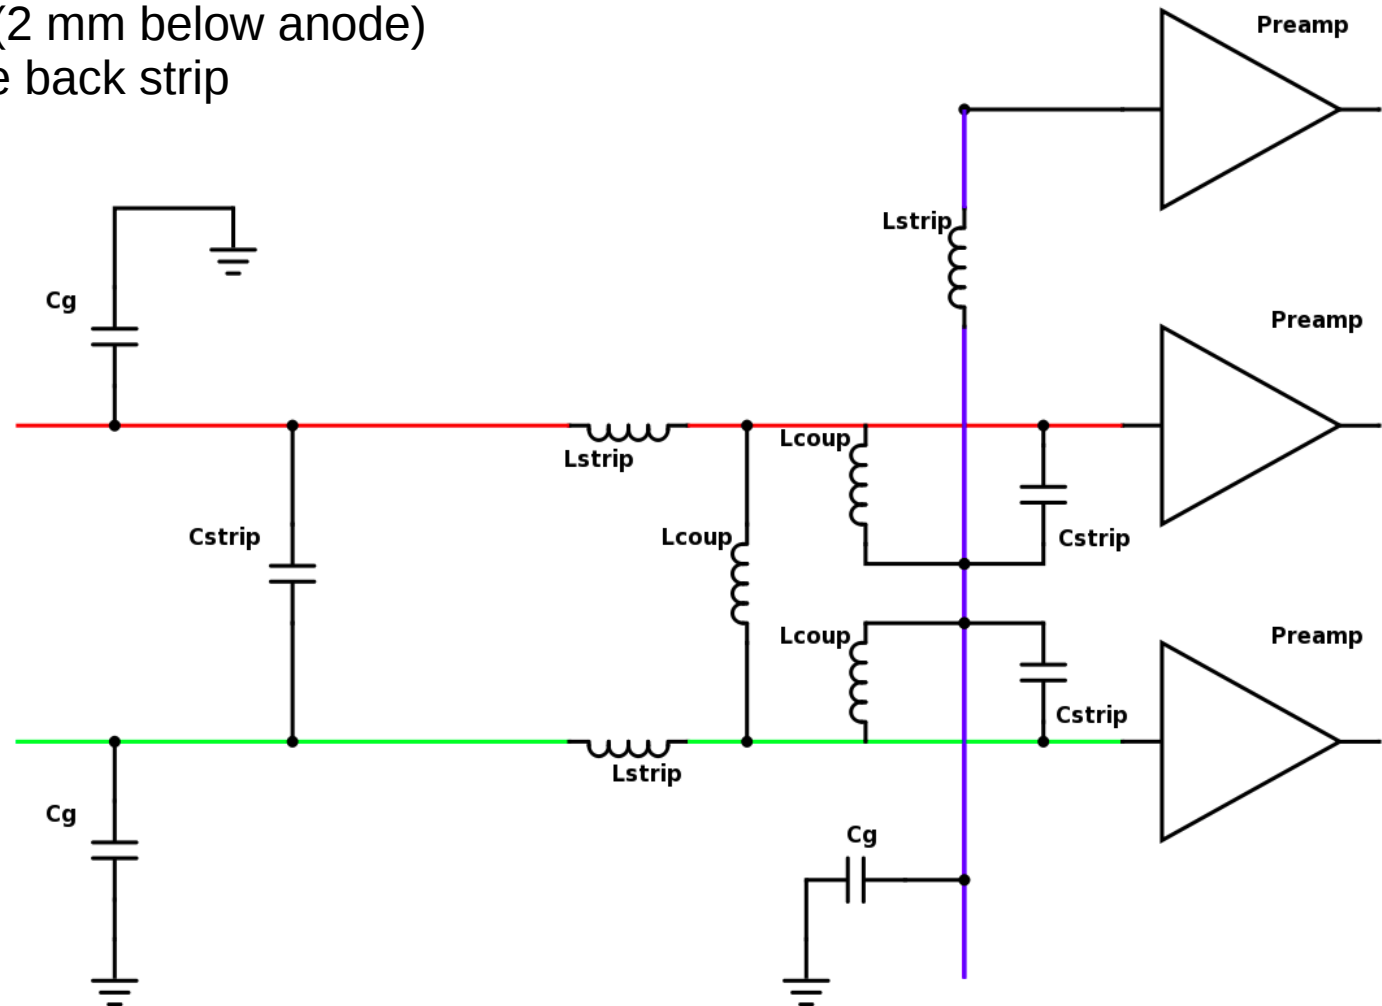 (2 mm below anode)
e back strip
Preamp
Lstrip
Cg
Preamp
Lcoup
Lstrip
Cstrip
Lcoup
Cstrip
Lcoup
Preamp
Cstrip
Lstrip
Cg
Cg